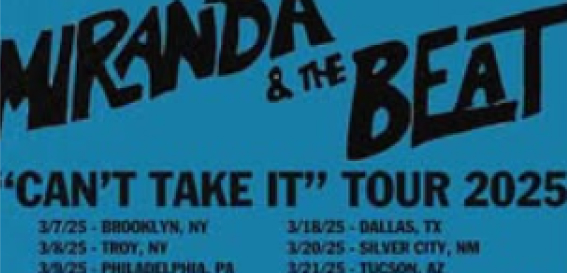 MIRANDA
& THE BEAT
"CAN'T TAKE IT" TOUR 2025
3/7/25 - BROOKLYN, NY
3/8/25 - TROY, NY
3/9/25 - PHILADELPHIA, PA
3/18/25 - DALLAS, TX
3/20/25 - SILVER CITY, NM
3/21/25 - TUCSON, AZ